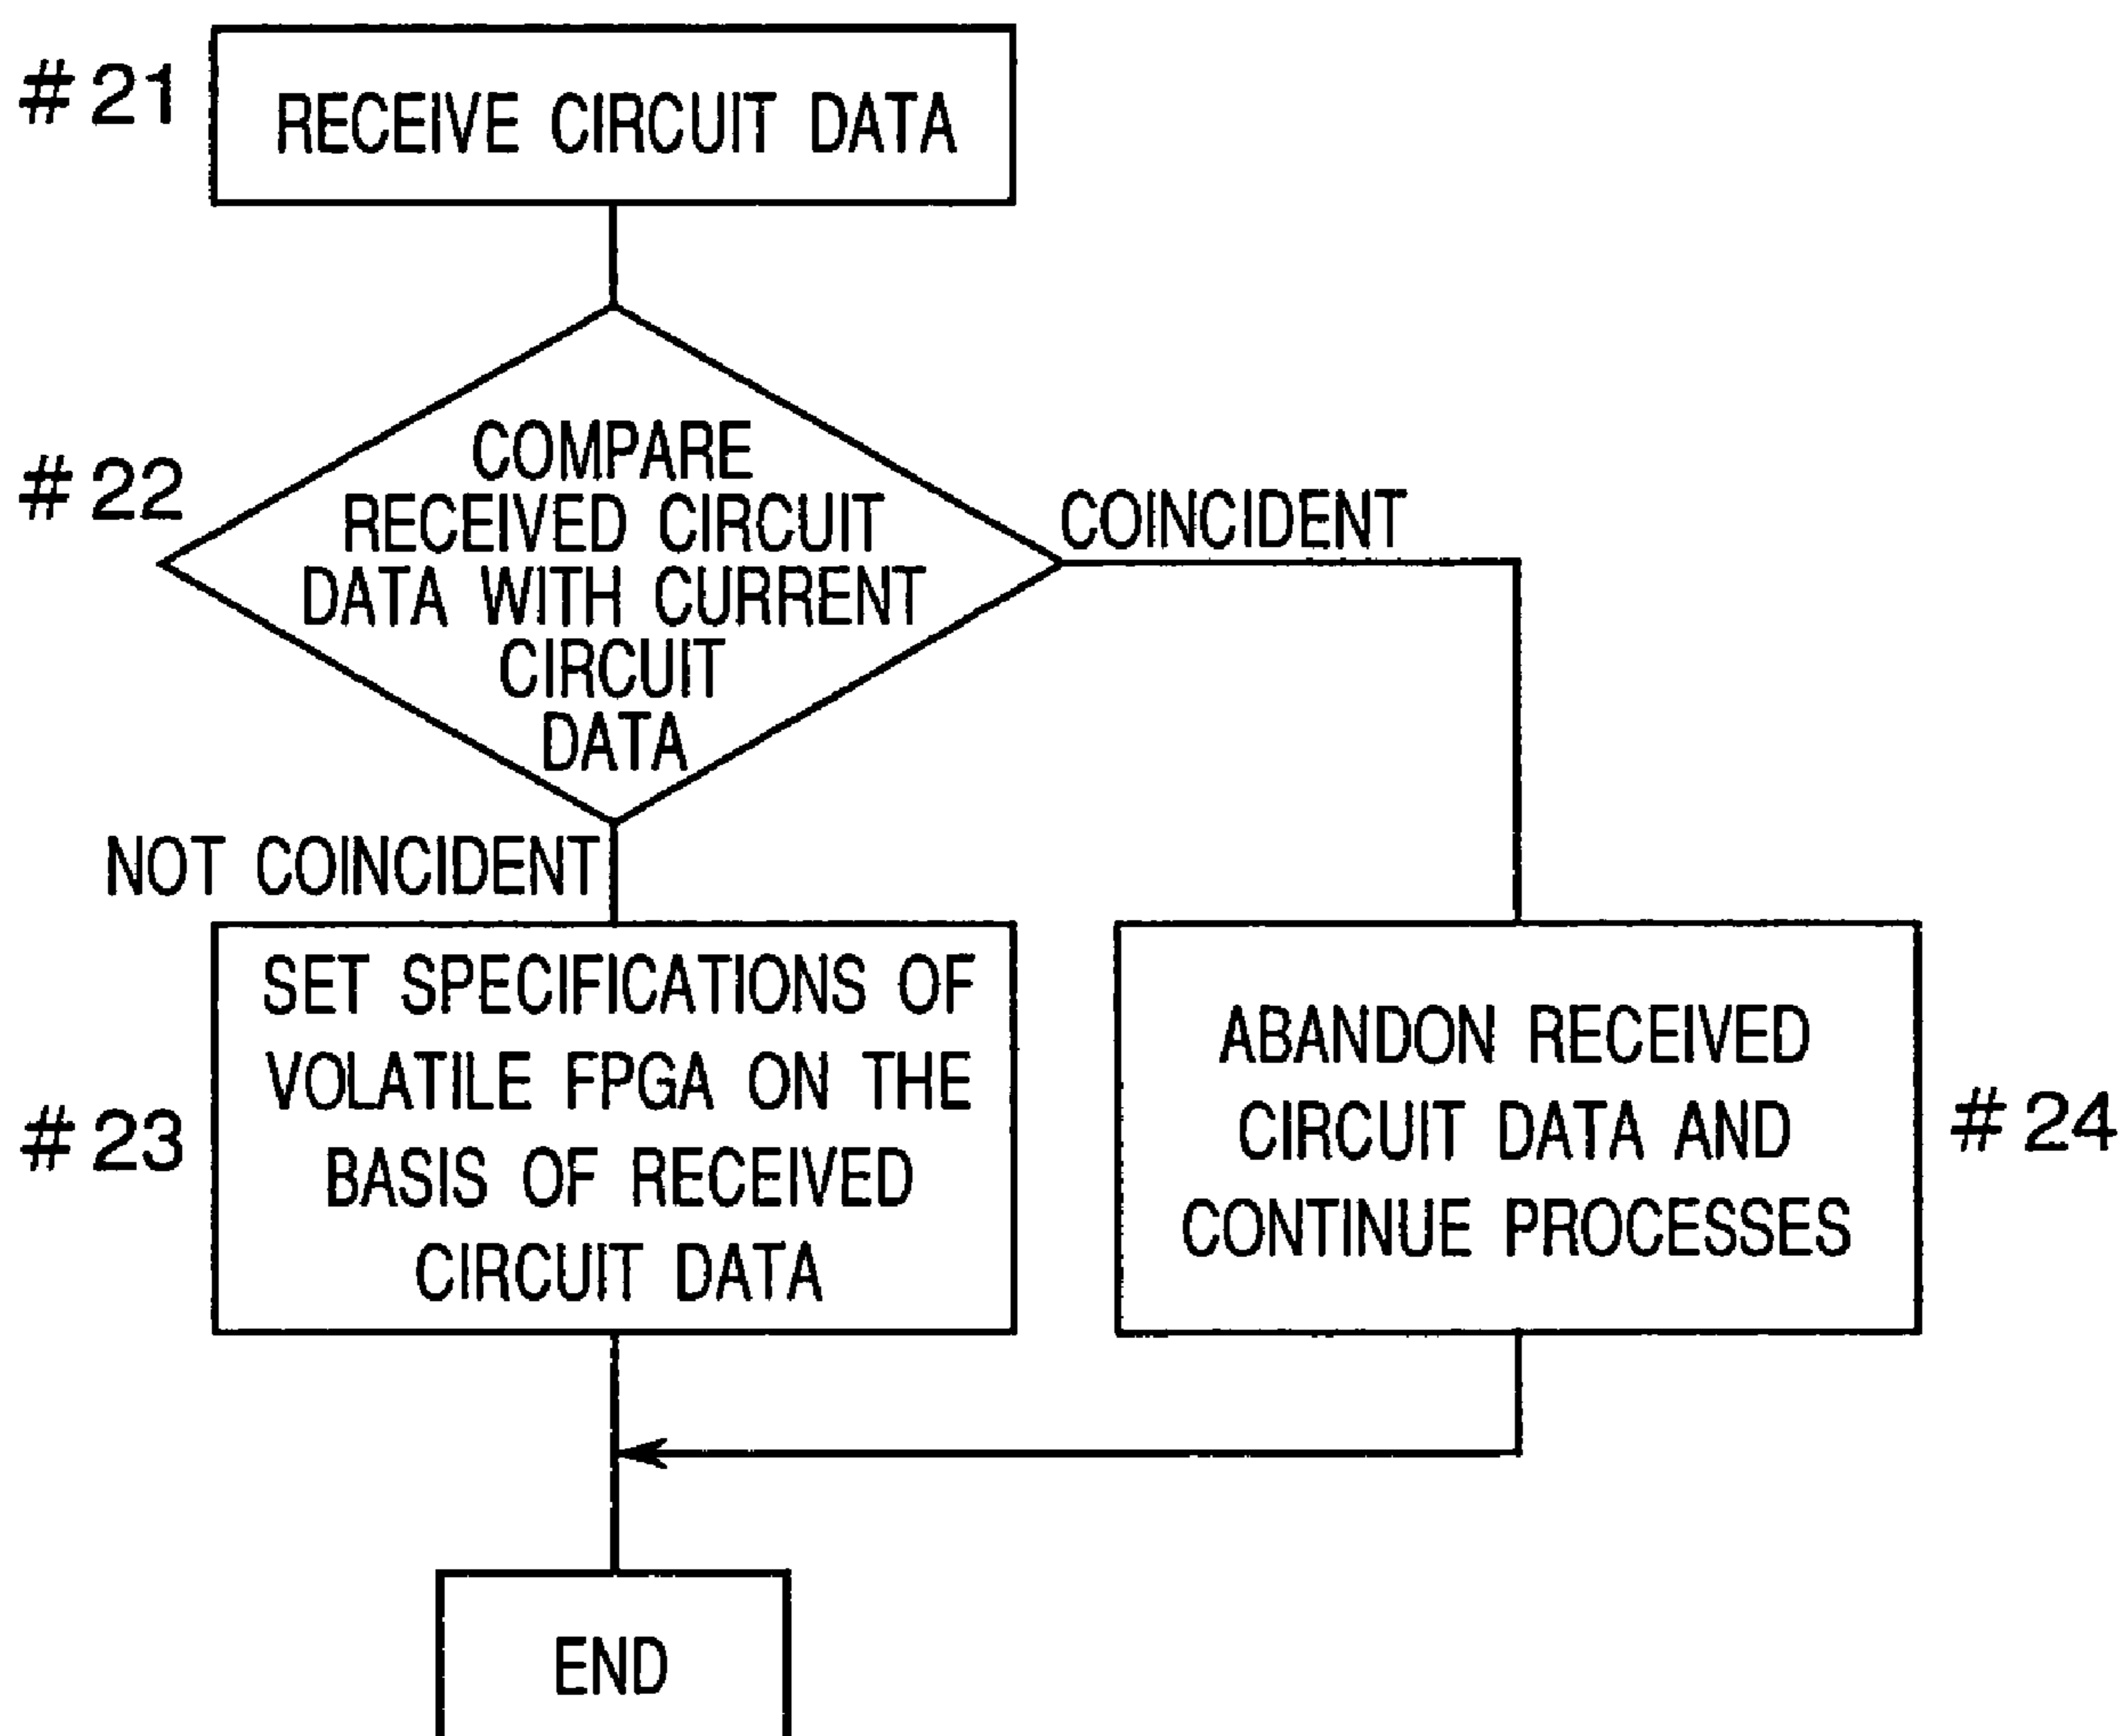 #21
RECEIVE CIRCUIT DATA
#22
COMPARE
RECEIVED CIRCUIT
DATA WITH CURRENT
CIRCUIT
DATA
COINCIDENT
NOT COINCIDENT
#23
SET SPECIFICATIONS OF
VOLATILE FPGA ON THE
BASIS OF RECEIVED
CIRCUIT DATA
ABANDON RECEIVED
CIRCUIT DATA AND
CONTINUE PROCESSES
#24
END